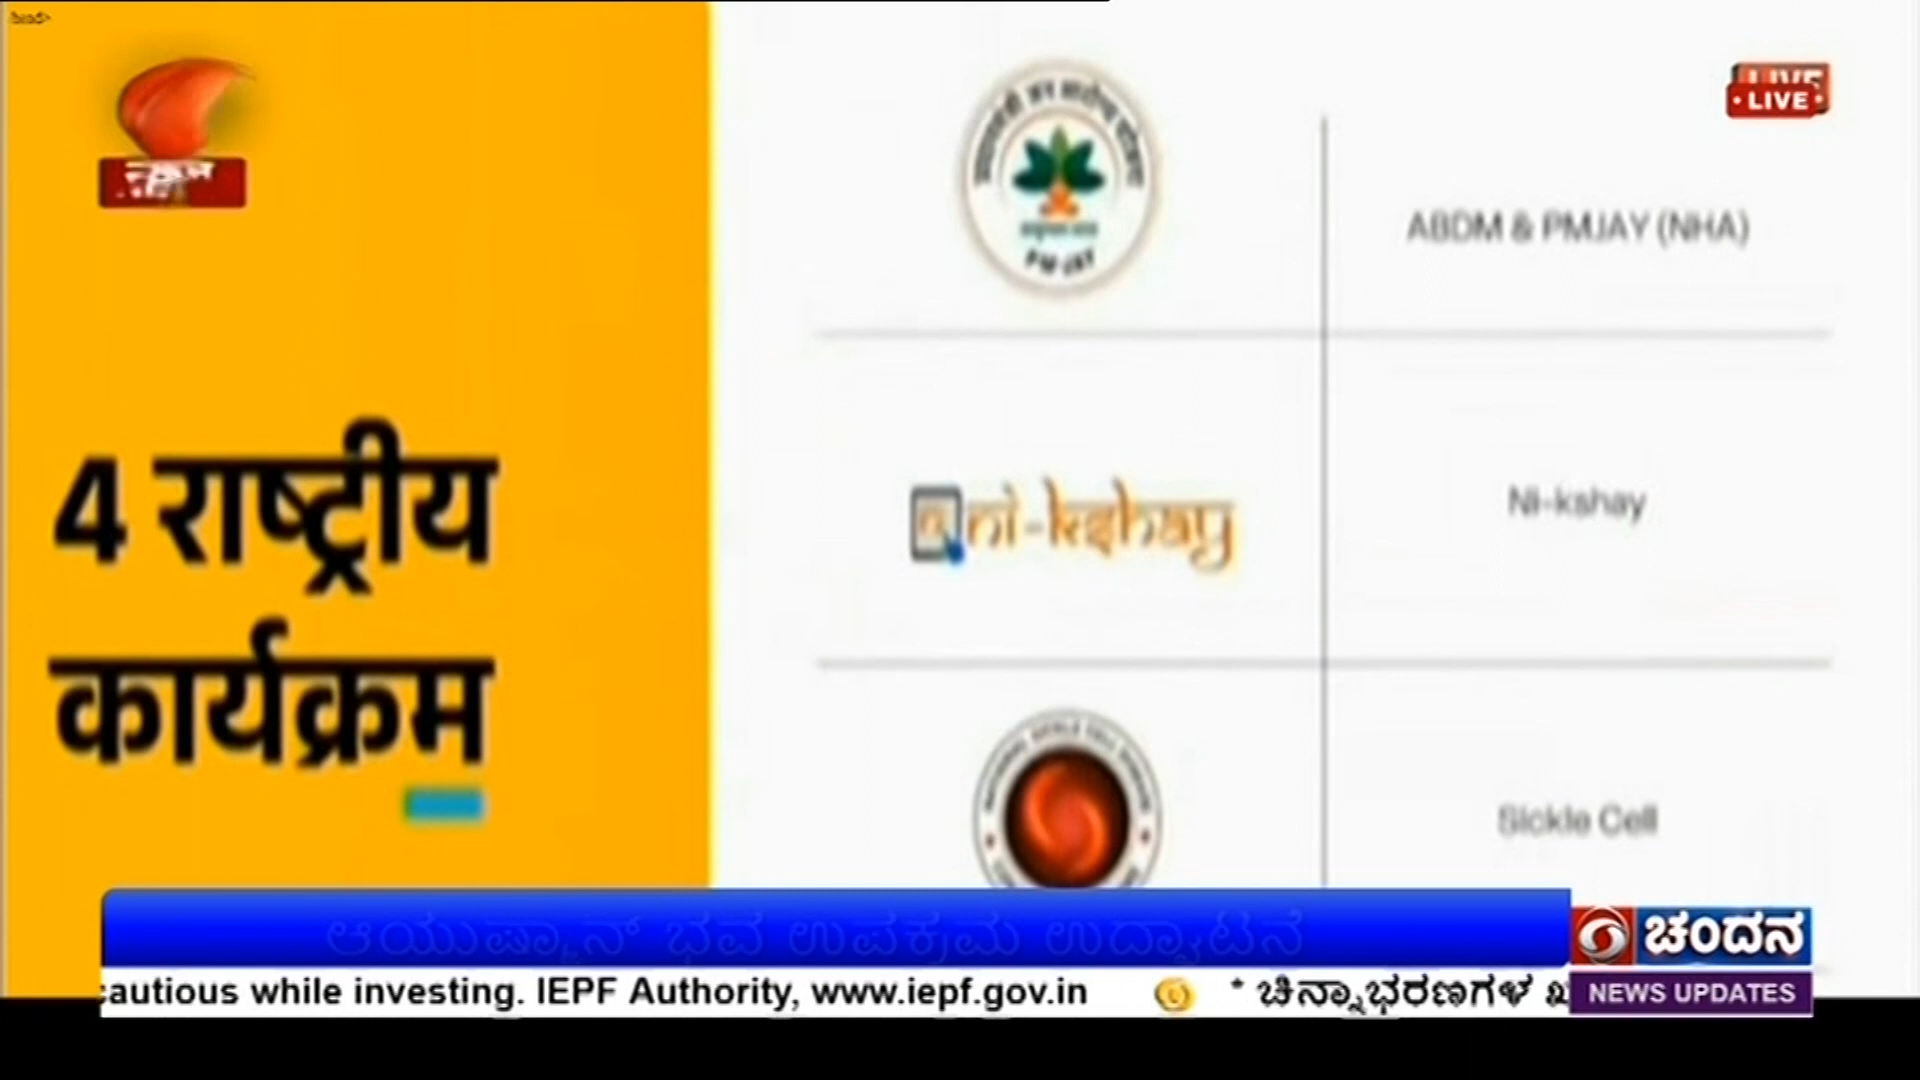 LIVE
ABDM & PMJAY (NHA)
4 राष्ट्रीय
कार्यक्रम
ni-kshay
Ni-kshay
Sickle Cell
ಆಯುಷ್ಮಾನ್ ಭವ ಉಪಕ್ರಮ ಉದ್ಘಾಟನೆ
ಚಂದನ
cautious while investing. IEPF Authority, www.iepf.gov.in * ಚಿನ್ನಾಭರಣಗಳ
NEWS UPDATES